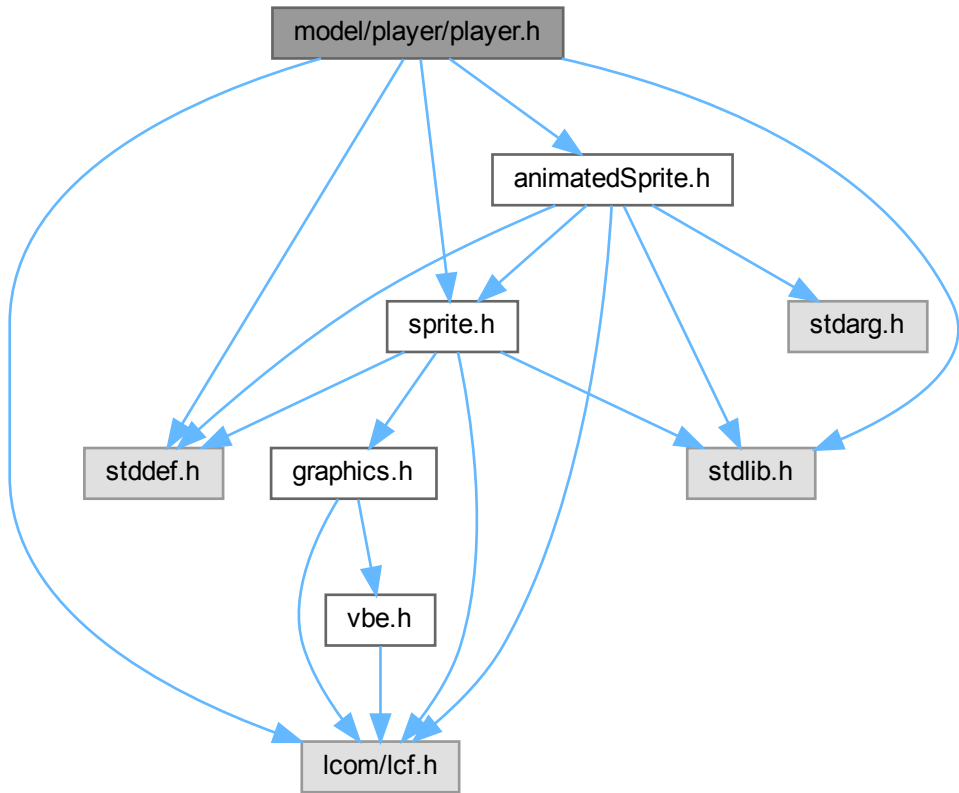 model/player/player.h
animatedSprite.h
sprite.h
stdarg.h
stddef.h
graphics.h
stdlib.h
vbe.h
lcom/lcf.h